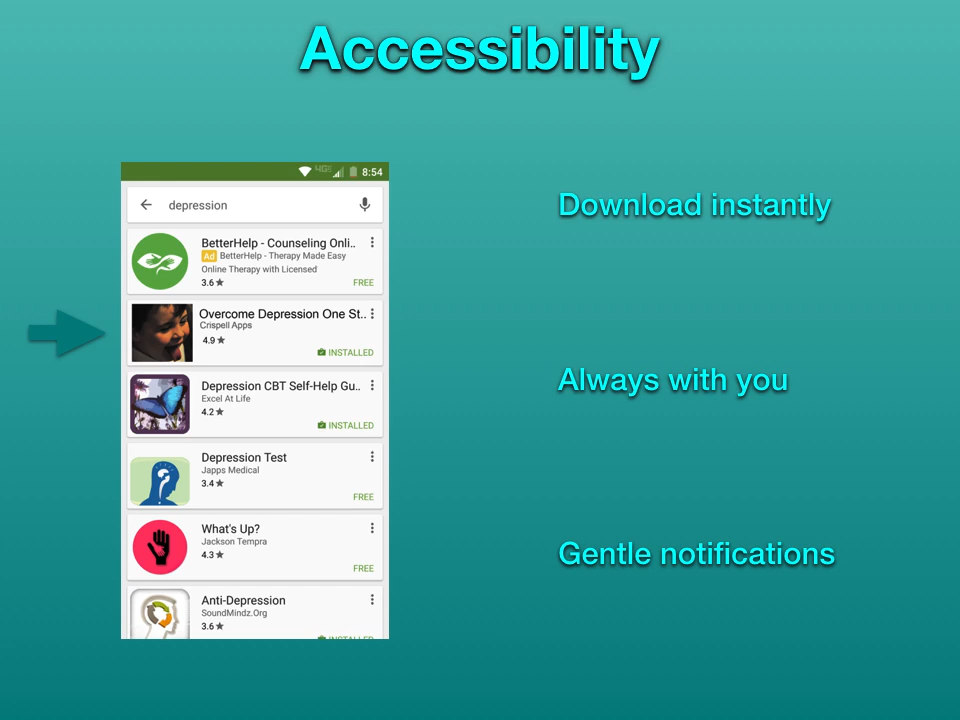 Accessibility
4G
8:54
depression
BetterHelp - Counseling Onli..
Ad BetterHelp - Therapy Made Easy
Online Therapy with Licensed
3.6
FREE
Overcome Depression One St..
Crispell Apps
4.9
INSTALLED
Depression CBT Self-Help Gu..
Excel At Life
4.2
INSTALLED
Depression Test
Japps Medical
3.4
FREE
What's Up?
Jackson Tempra
4.3
FREE
Anti-Depression
SoundMindz.Org
3.6
INSTALLED
Download instantly
Always with you
Gentle notifications